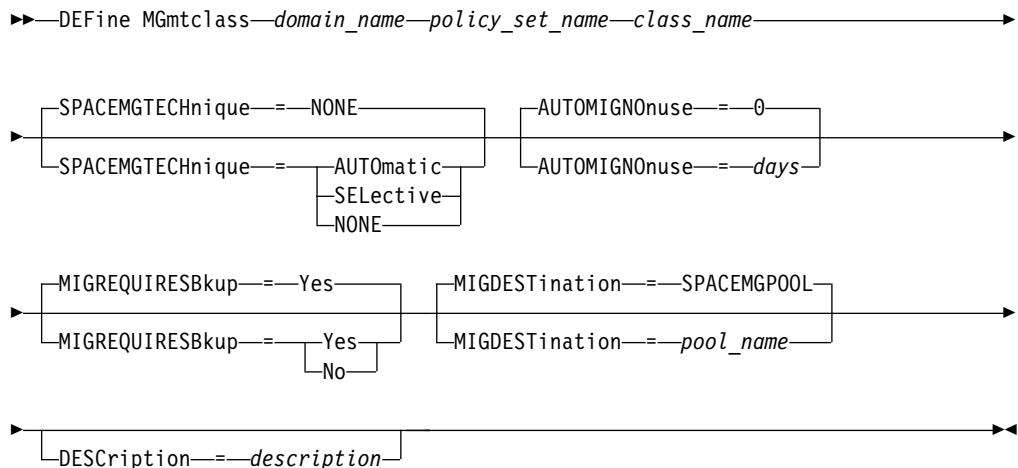 DEFine MGmtclass domain_name policy_set_name class_name
SPACEMGTECHnique = NONE AUTOMIGNOnuse = 0
SPACEMGTECHnique = AUTOmatic AUTOMIGNOnuse = days
SELective
NONE
MIGREQUIRESBkup = Yes MIGDESTination = SPACEMGPOOL
MIGREQUIRESBkup = Yes MIGDESTination = pool_name
No
DESCription = description